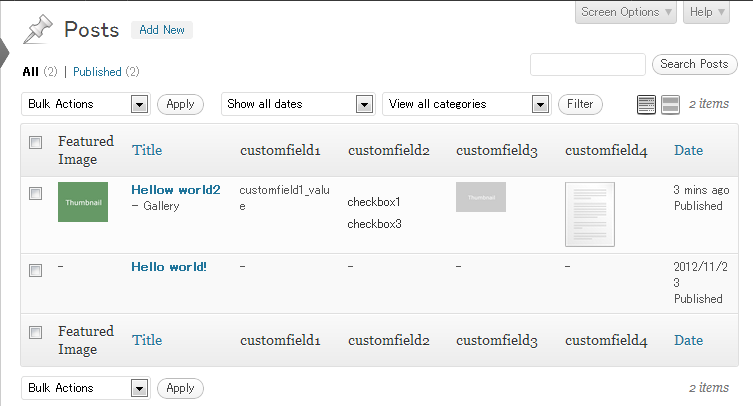 Screen Options Help
Posts Add New
All (2) | Published (2)
Search Posts
Bulk Actions Apply Show all dates View all categories Filter 2 items
Featured Image Title customfield1 customfield2 customfield3 customfield4 Date
Thumbnail Hellow world2 customfield1_valu Thumbnail 3 mins ago
– Gallery e checkbox1 Published
checkbox3
– Hello world! – – – – 2012/11/2
3
Published
Featured Image Title customfield1 customfield2 customfield3 customfield4 Date
Bulk Actions Apply 2 items